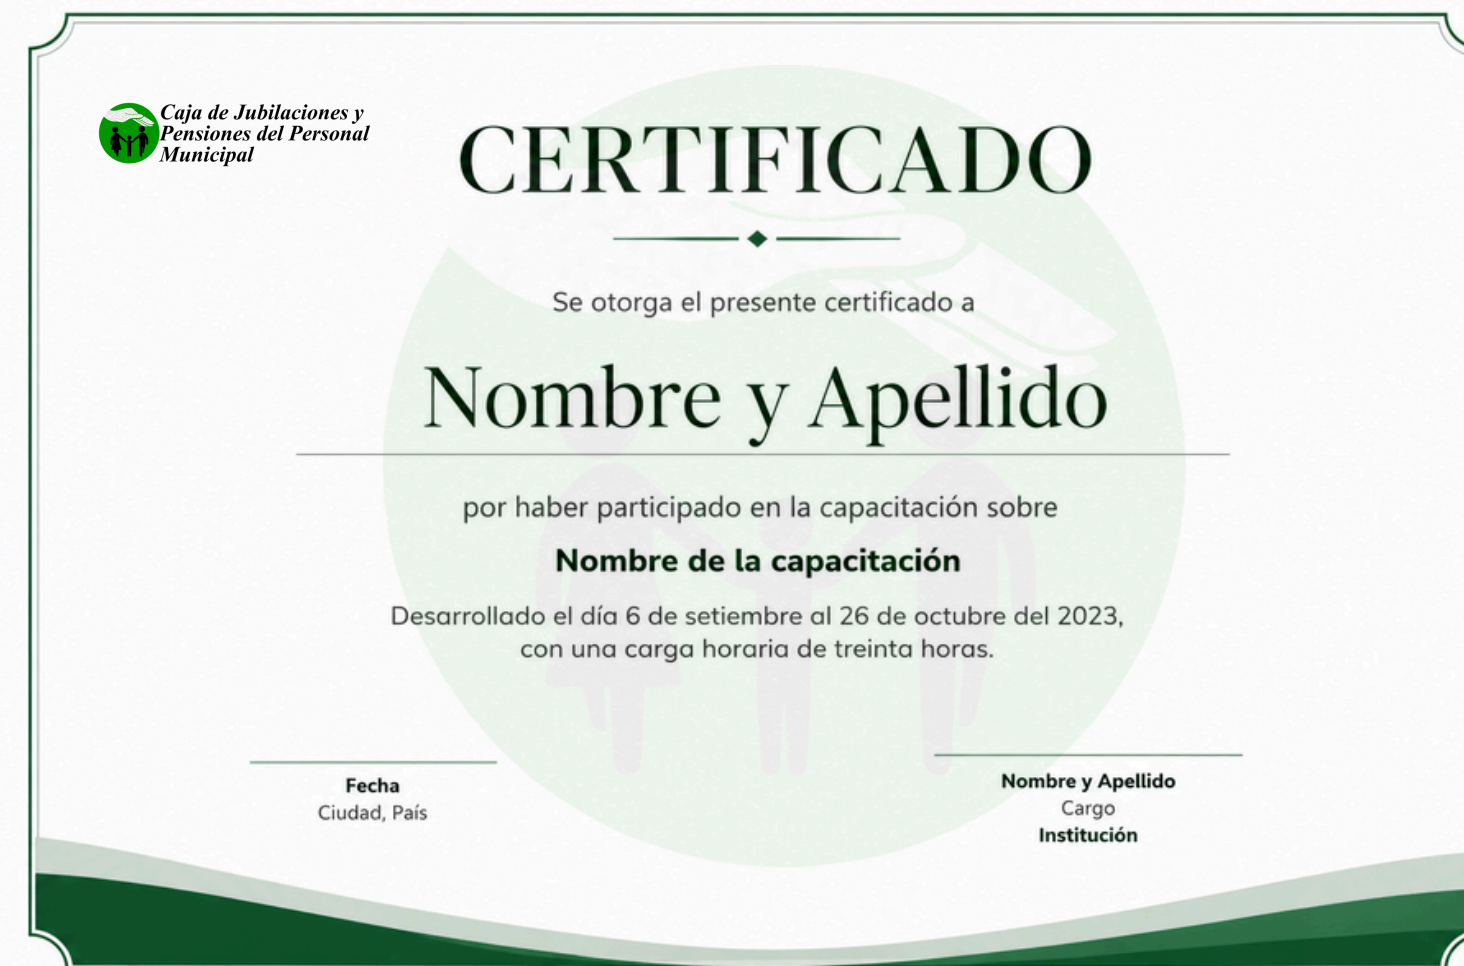 Caja de Jubilaciones y
Pensiones del Personal
Municipal
CERTIFICADO
Se otorga el presente certificado a
Nombre y Apellido
por haber participado en la capacitación sobre
Nombre de la capacitación
Desarrollado el día 6 de setiembre al 26 de octubre del 2023,
con una carga horaria de treinta horas.
Fecha
Ciudad, País
Nombre y Apellido
Cargo
Institución